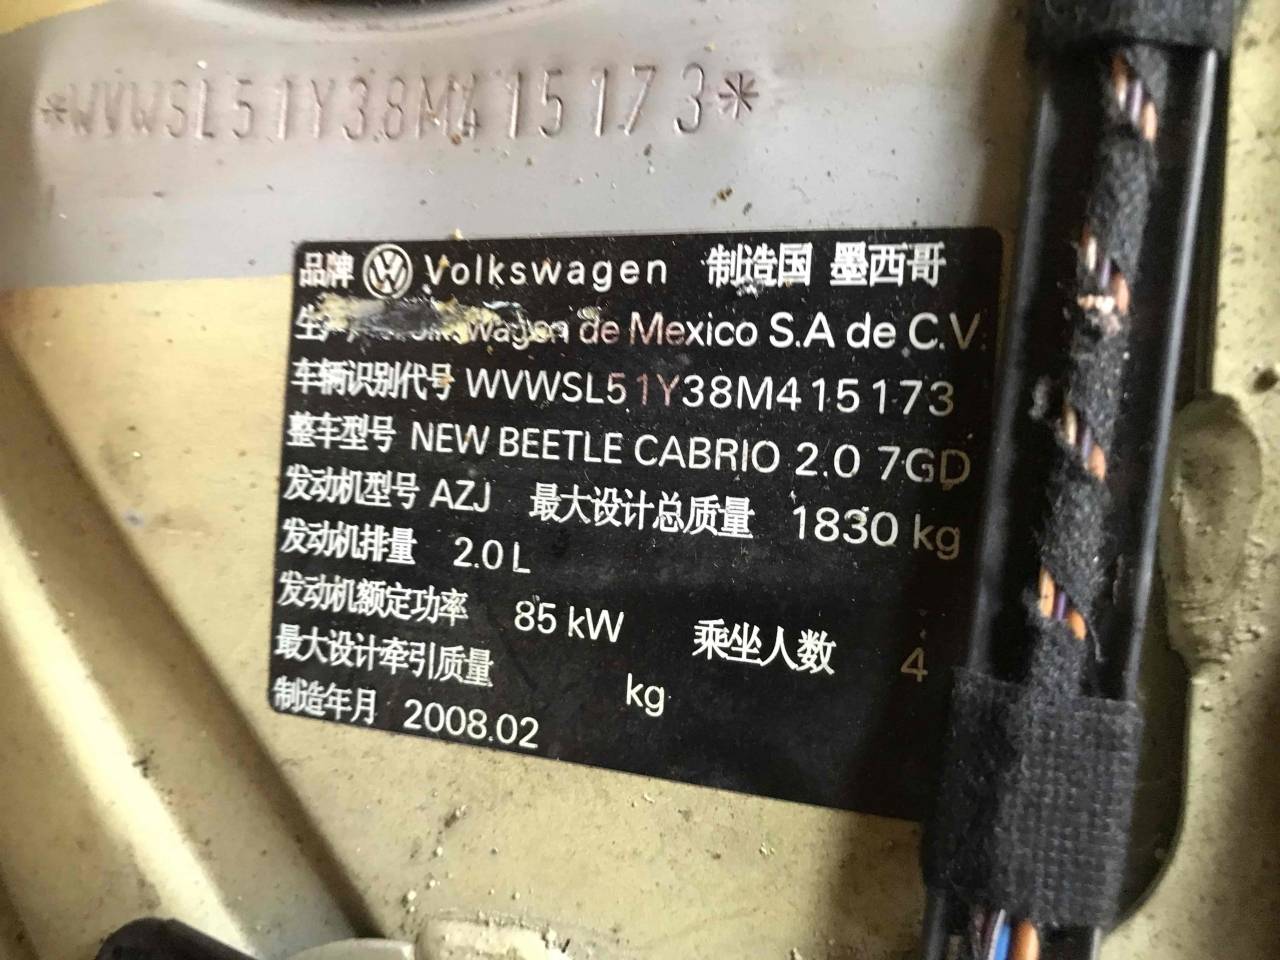 *WVWSL51Y38M415173*
品牌 Volkswagen 制造国 墨西哥
de Mexico S.A de C.V.
车辆识别代号 WVWSL51Y38M415173
整车型号 NEW BEETLE CABRIO 2.0 7GD
发动机型号 AZJ 最大设计总质量 1830 kg
发动机排量 2.0 L
发动机额定功率 85 kW 乘坐人数 4
最大设计牵引质量 kg
制造年月 2008.02